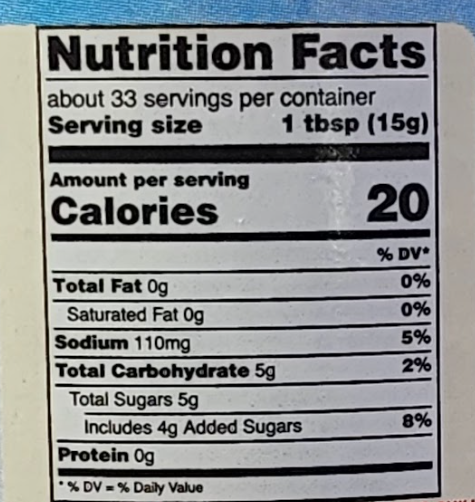 Nutrition Facts
about 33 servings per container
Serving size 1 tbsp (15g)
Amount per serving
Calories 20
% DV*
Total Fat 0g 0%
Saturated Fat 0g 0%
Sodium 110mg 5%
Total Carbohydrate 5g 2%
Total Sugars 5g
Includes 4g Added Sugars 8%
Protein 0g
* % DV = % Daily Value